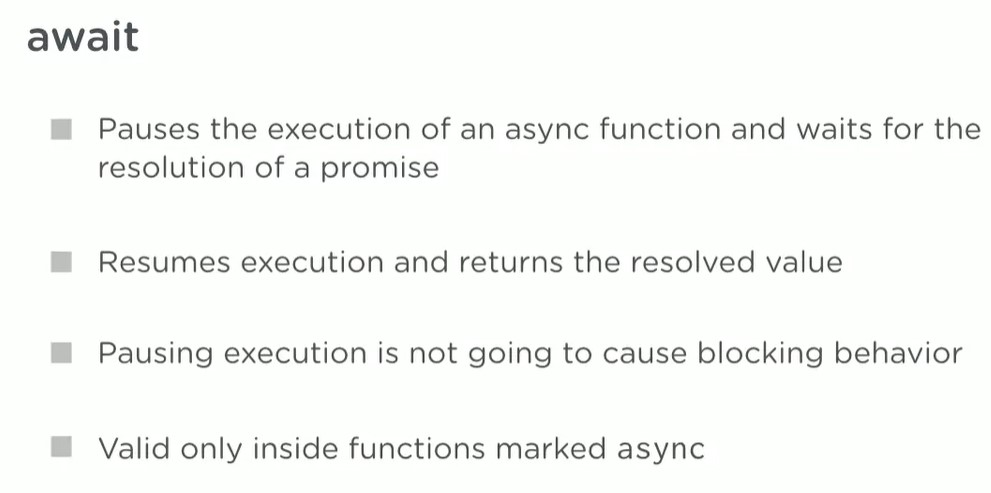 await
Pauses the execution of an async function and waits for the
resolution of a promise
Resumes execution and returns the resolved value
Pausing execution is not going to cause blocking behavior
Valid only inside functions marked async